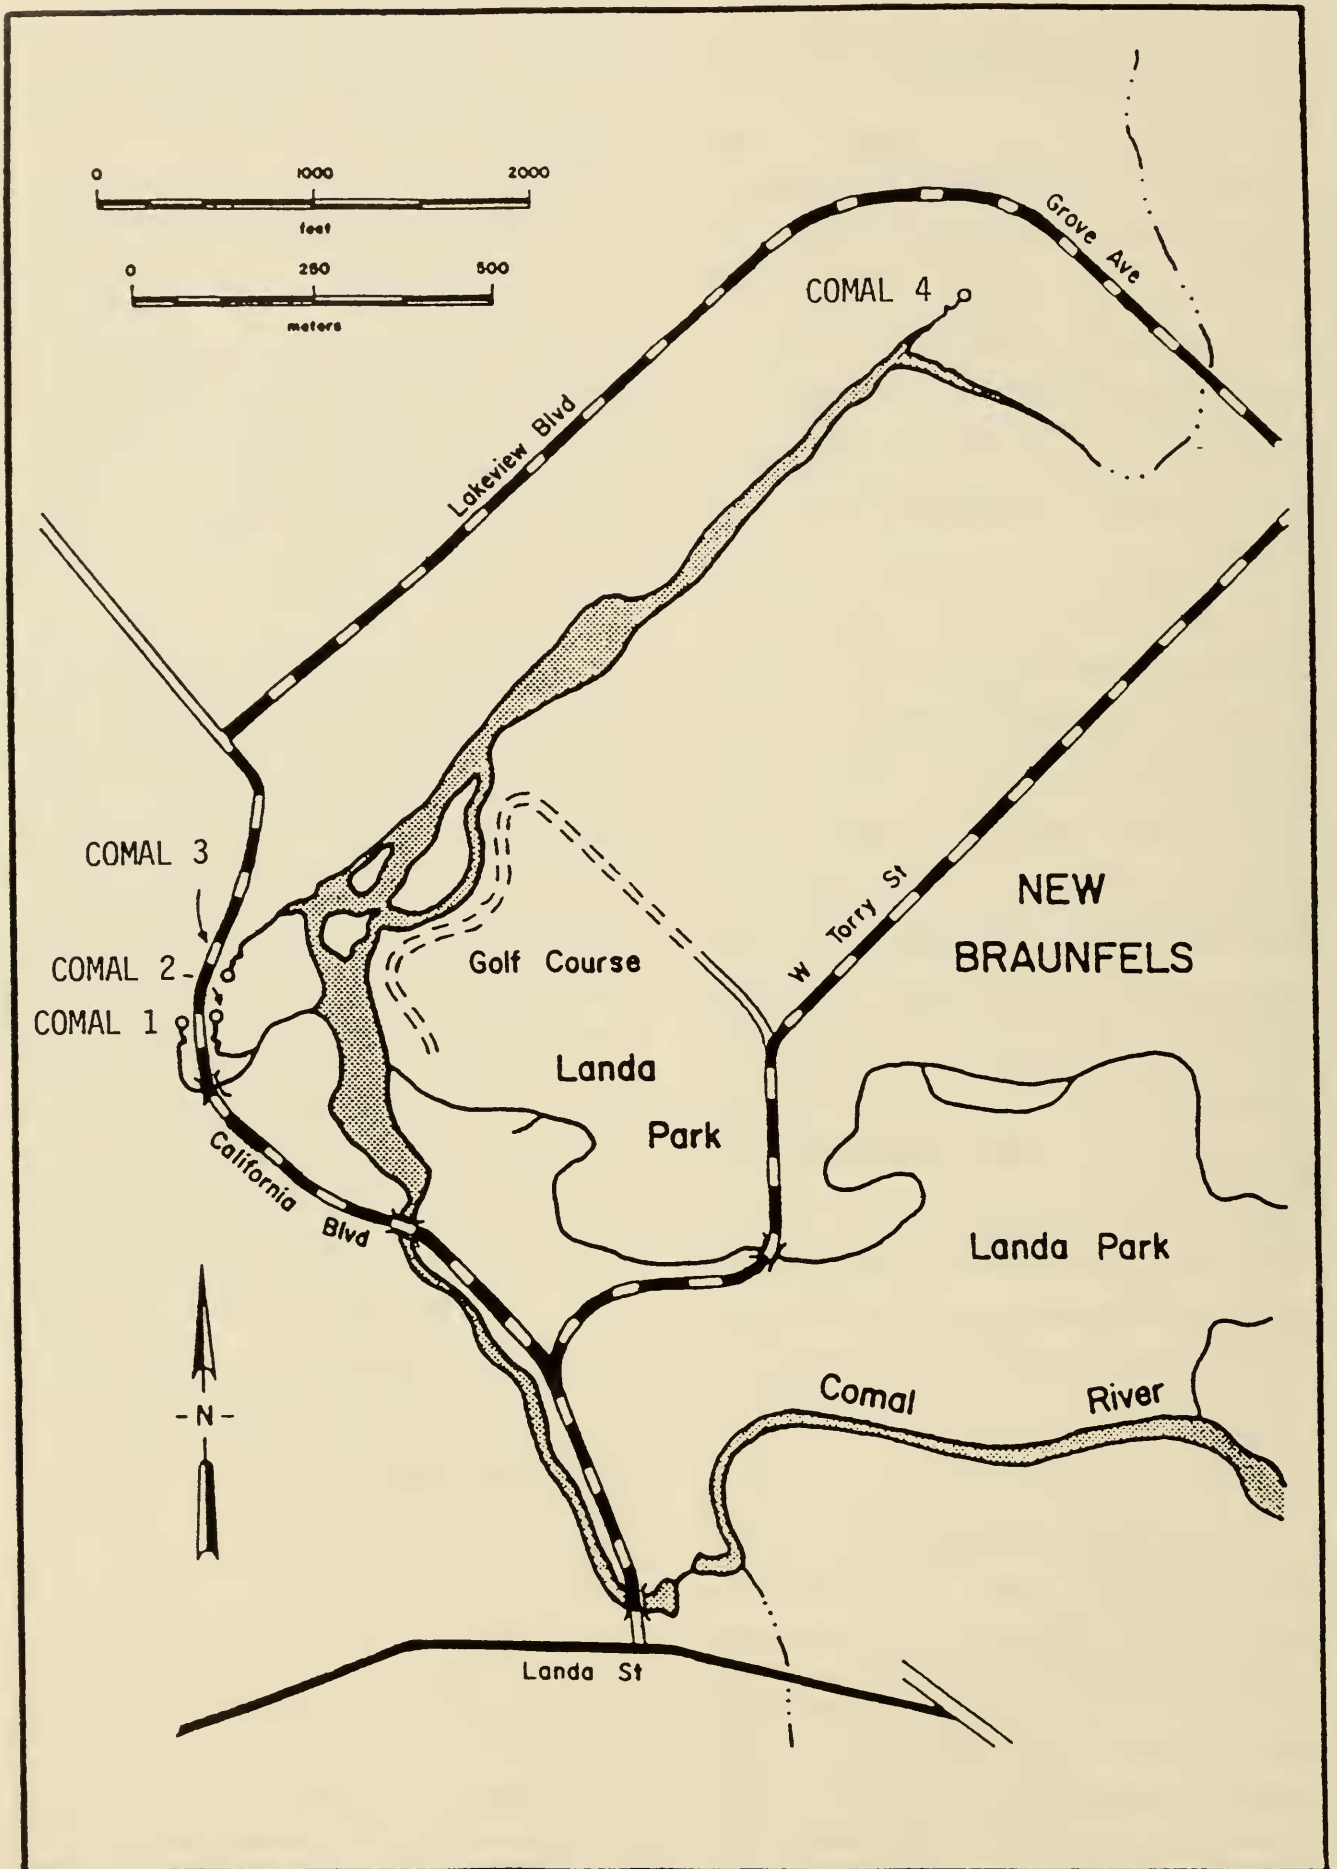 0 1000 2000
feet
0 250 500
meters
Grove Ave
COMAL 4
Lakeview Blvd
COMAL 3
COMAL 2
COMAL 1
Golf Course
W Torry St
NEW
BRAUNFELS
Landa
Park
California Blvd
Landa Park
Comal River
-N-
Landa St